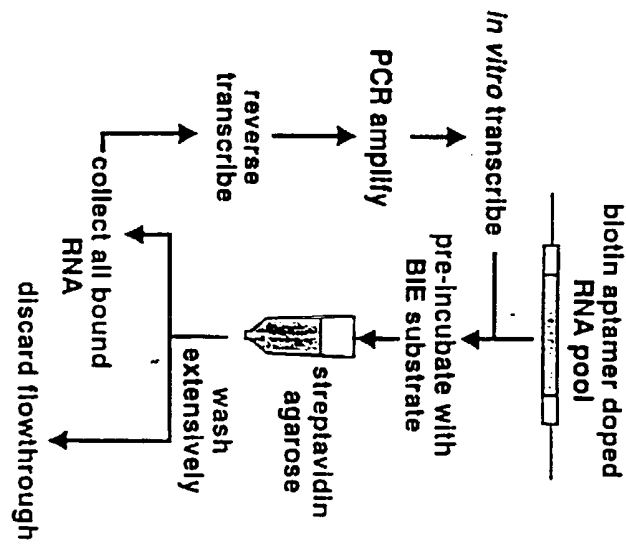 biotin aptamer doped
RNA pool
in vitro transcribe
pre-incubate with
BIE substrate
PCR amplify
streptavidin
agarose
reverse
transcribe
wash
extensively
collect all bound
RNA
discard flowthrough